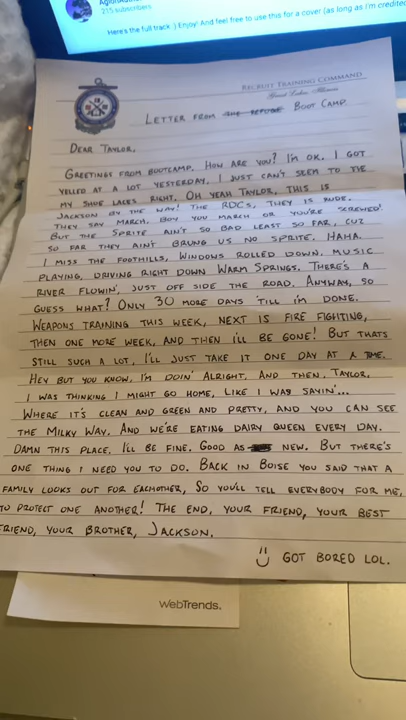 215 subscribers
Here's the full track :) Enjoy! And feel free to use this for a cover (as long as i'm credited
RECRUIT TRAINING COMMAND
Great Lakes, Illinois
LETTER FROM THE REFUGE BOOT CAMP
DEAR TAYLOR,
GREETINGS FROM BOOTCAMP. HOW ARE YOU? I'M OK. I GOT
YELLED AT A LOT YESTERDAY. I JUST CAN'T SEEM TO TIE
MY SHOE LACES RIGHT. OH YEAH TAYLOR, THIS IS
JACKSON BY THE WAY! THE RDC'S, THEY IS RUDE.
THEY SAY MARCH, BOY YOU MARCH OR YOU'RE SCREWED!
BUT THE SPRITE AIN'T SO BAD LEAST SO FAR, CUZ
SO FAR THEY AIN'T BRUNG US NO SPRITE. HAHA.
I MISS THE FOOTHILLS, WINDOWS ROLLED DOWN. MUSIC
PLAYING, DRIVING RIGHT DOWN WARM SPRINGS. THERE'S A
RIVER FLOWIN', JUST OFF SIDE THE ROAD. ANYWAY, SO
GUESS WHAT? ONLY 30 MORE DAYS 'TILL I'M DONE.
WEAPONS TRAINING THIS WEEK, NEXT IS FIRE FIGHTING,
THEN ONE MORE WEEK, AND THEN I'LL BE GONE! BUT THATS
STILL SUCH A LOT, I'LL JUST TAKE IT ONE DAY AT A TIME.
HEY BUT YOU KNOW, I'M DOIN' ALRIGHT. AND THEN, TAYLOR,
I WAS THINKING I MIGHT GO HOME, LIKE I WAS SAYIN'...
WHERE IT'S CLEAN AND GREEN AND PRETTY, AND YOU CAN SEE
THE MILKY WAY. AND WE'RE EATING DAIRY QUEEN EVERY DAY.
DAMN THIS PLACE, I'LL BE FINE. GOOD AS NEW. BUT THERE'S
ONE THING I NEED YOU TO DO. BACK IN BOISE YOU SAID THAT A
FAMILY LOOKS OUT FOR EACHOTHER, SO YOU'LL TELL EVERYBODY FOR ME,
TO PROTECT ONE ANOTHER! THE END, YOUR FRIEND, YOUR BEST
FRIEND, YOUR BROTHER, JACKSON.
GOT BORED LOL.
WebTrends.